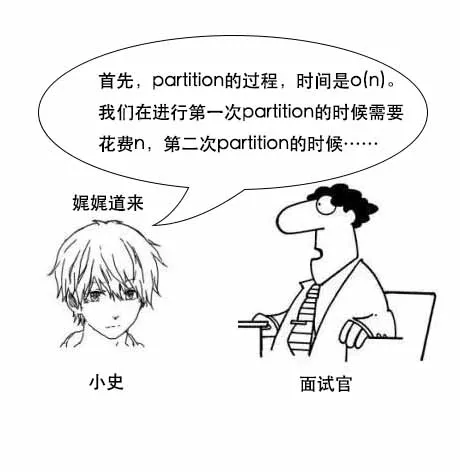 首先，partition的过程，时间是o(n)。
我们在进行第一次partition的时候需要
花费n，第二次partition的时候……
娓娓道来
小史
面试官